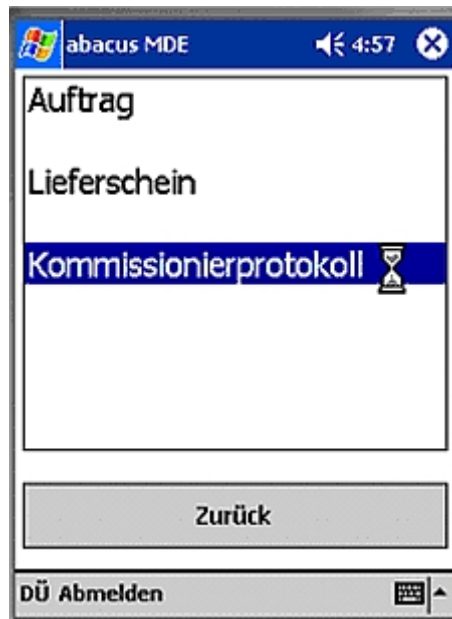 abacus MDE 4:57
Auftrag
Lieferschein
Kommissionierprotokoll
Zurück
DÜ Abmelden